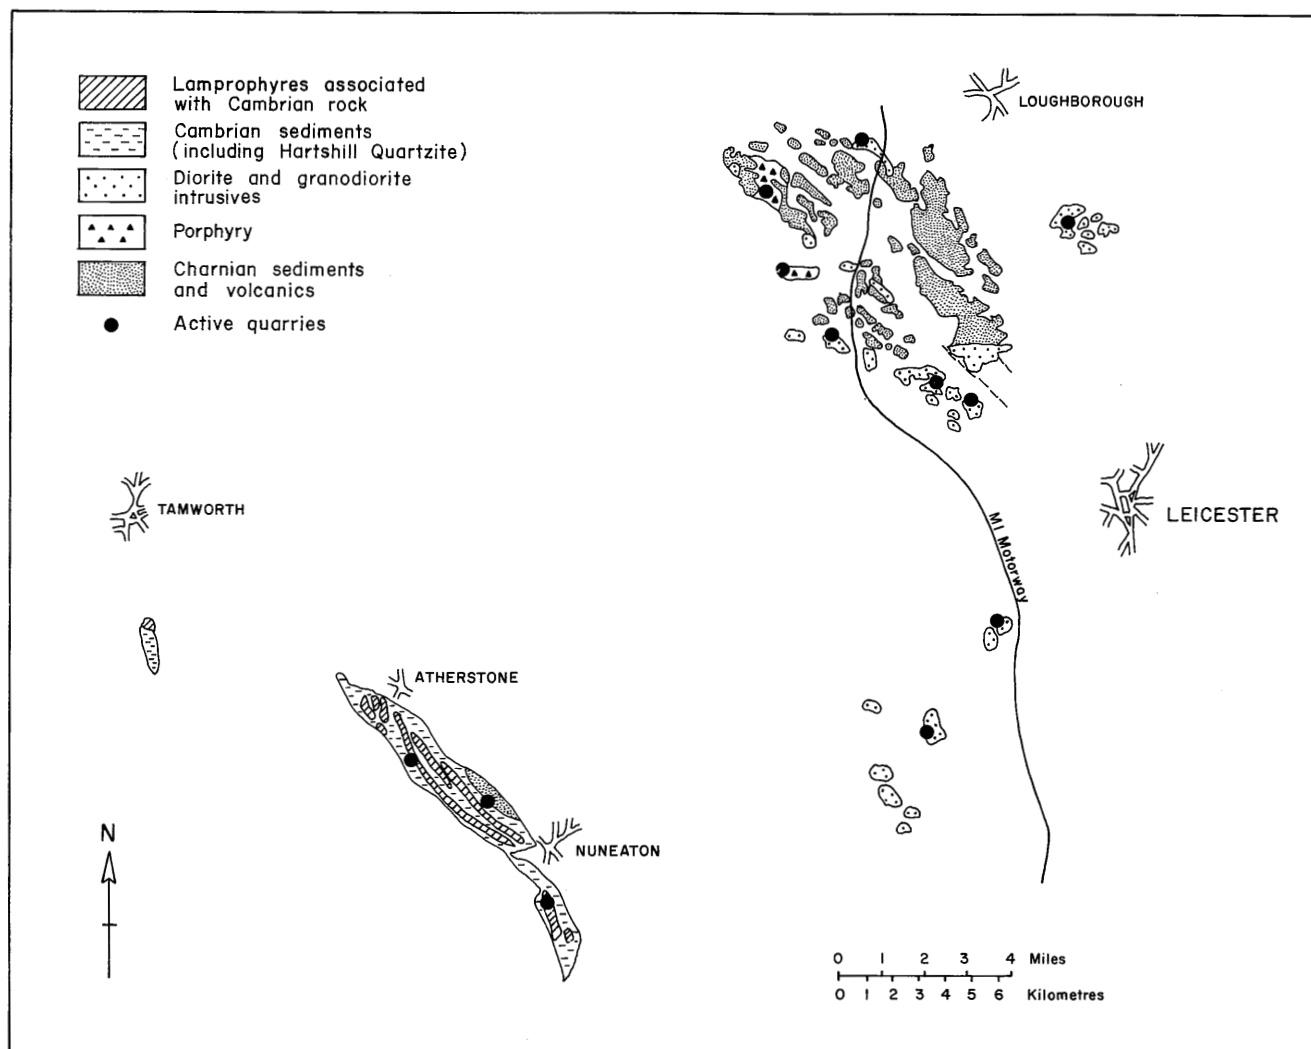 Lamprophyres associated
with Cambrian rock
Cambrian sediments
(including Hartshill Quartzite)
Diorite and granodiorite
intrusives
Porphyry
Charnian sediments
and volcanics
Active quarries
LOUGHBOROUGH
TAMWORTH
LEICESTER
MI Motorway
ATHERSTONE
NUNEATON
N
0 1 2 3 4 Miles
0 1 2 3 4 5 6 Kilometres